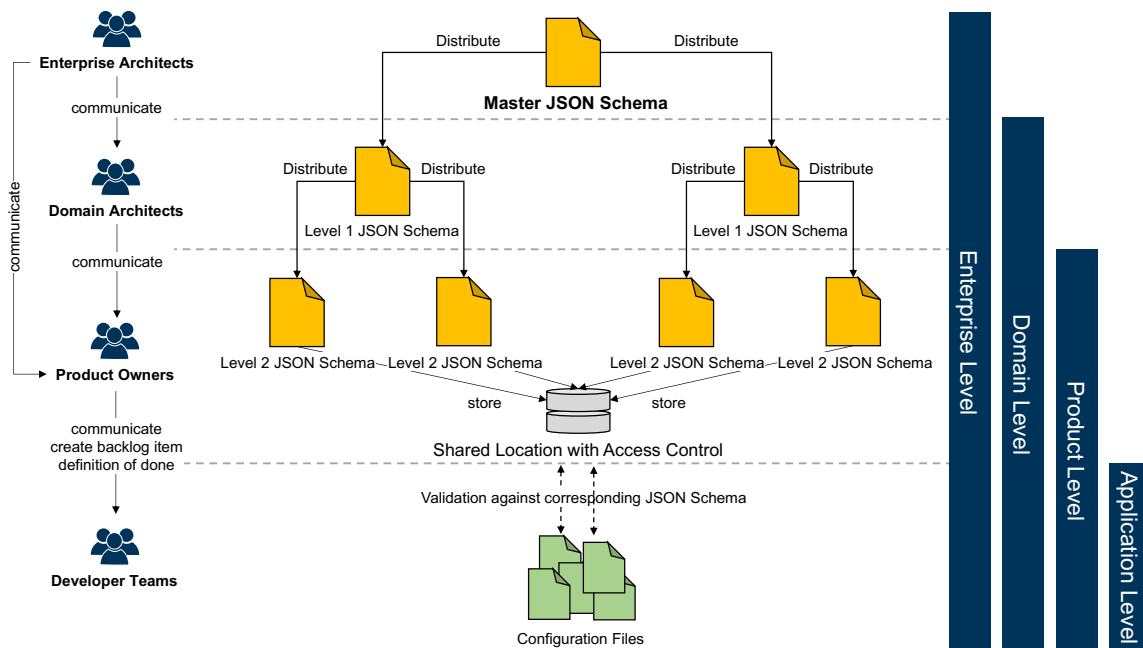 Distribute
Distribute
Enterprise Architects
Master JSON Schema
communicate
Distribute
Distribute
Distribute
Distribute
Domain Architects
Level 1 JSON Schema
Level 1 JSON Schema
communicate
communicate
Level 2 JSON Schema
Level 2 JSON Schema
Level 2 JSON Schema
Level 2 JSON Schema
Product Owners
store
store
communicate
create backlog item
definition of done
Shared Location with Access Control
Validation against corresponding JSON Schema
Developer Teams
Configuration Files
Enterprise Level
Domain Level
Product Level
Application Level